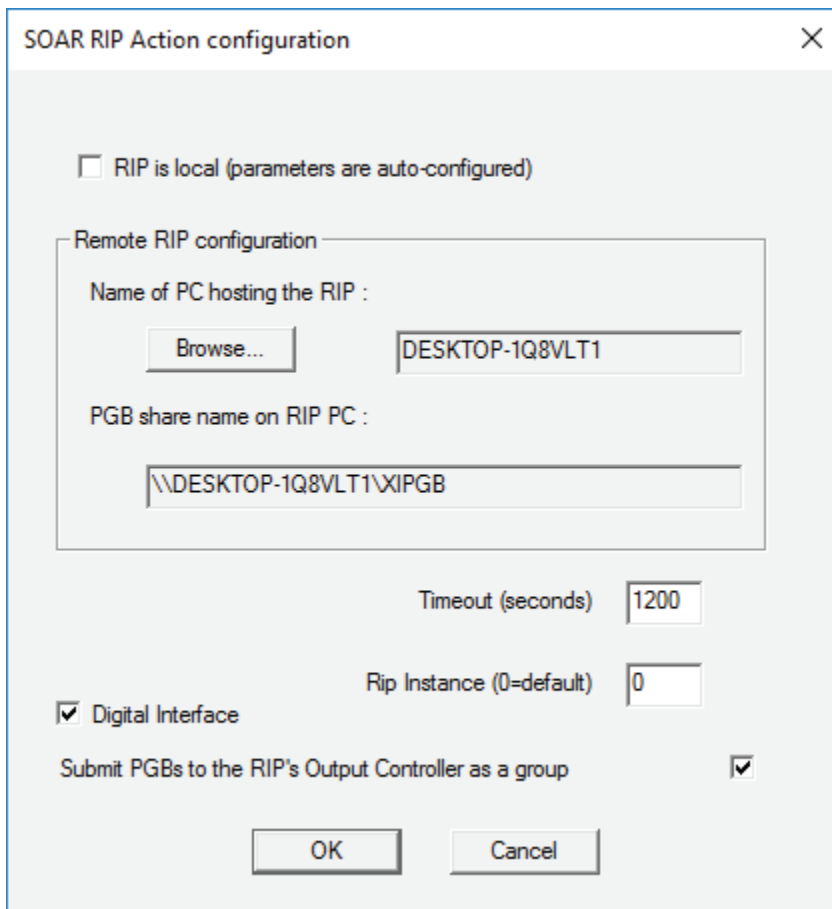 SOAR RIP Action configuration
RIP is local (parameters are auto-configured)
Remote RIP configuration
Name of PC hosting the RIP :
Browse... DESKTOP-1Q8VLT1
PGB share name on RIP PC :
\\DESKTOP-1Q8VLT1\XIPGB
Timeout (seconds) 1200
Rip Instance (0=default) 0
Digital Interface
Submit PGBs to the RIP's Output Controller as a group
OK Cancel